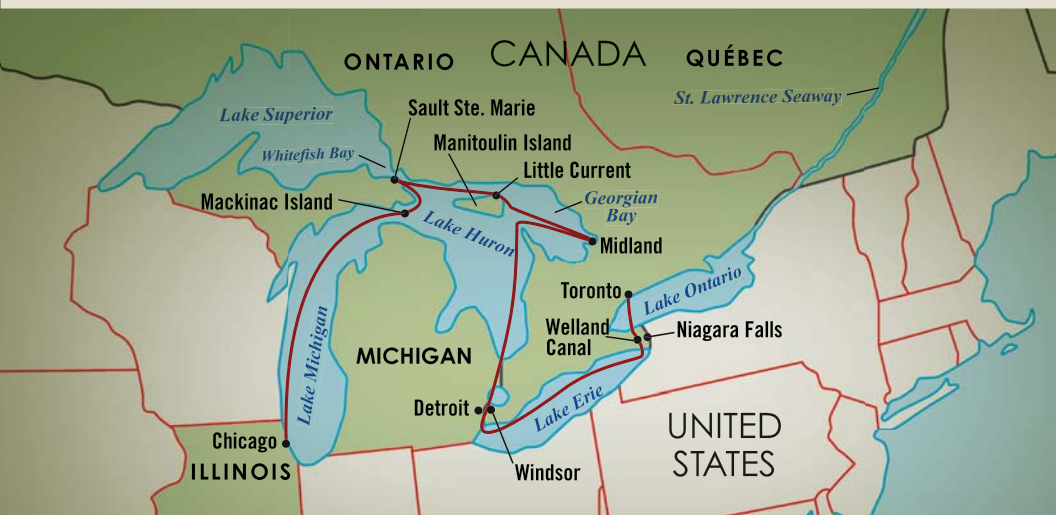 CANADA
ONTARIO
QUÉBEC
St. Lawrence Seaway
Lake Superior
Sault Ste. Marie
Manitoulin Island
Whitefish Bay
Little Current
Mackinac Island
Georgian
Bay
Lake Huron
Midland
Toronto
Lake Ontario
Welland
Canal
Niagara Falls
Lake Michigan
MICHIGAN
Detroit
Lake Erie
UNITED
STATES
Chicago
ILLINOIS
Windsor